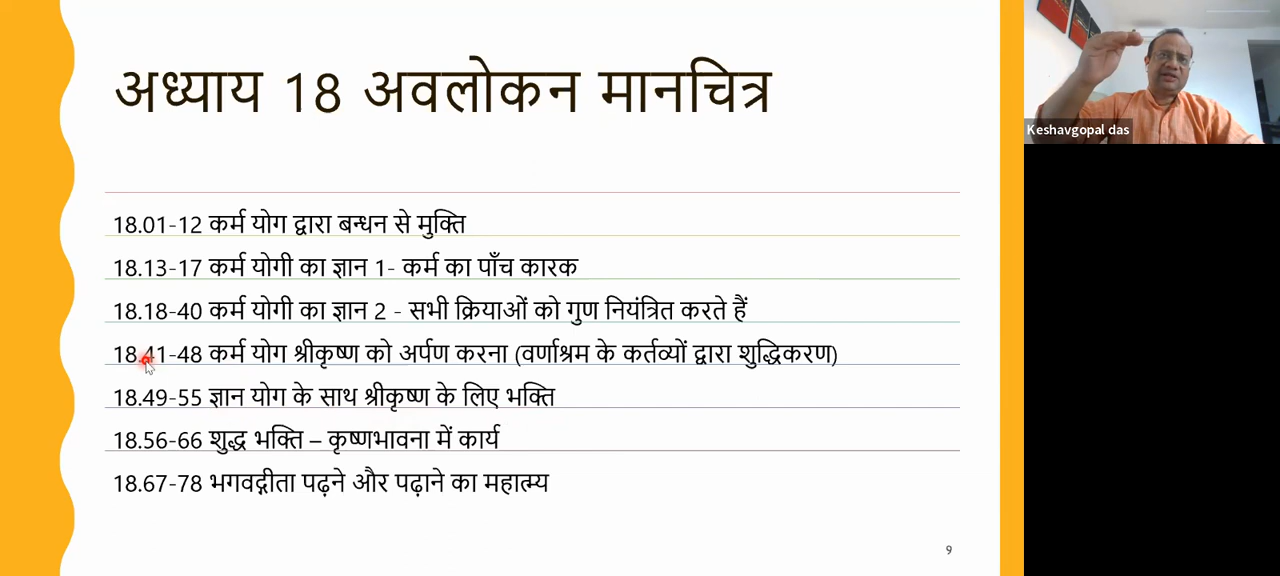 अध्याय 18 अवलोकन मानचित्र
18.01-12 कर्म योग द्वारा बन्धन से मुक्ति
18.13-17 कर्म योगी का ज्ञान 1- कर्म का पाँच कारक
18.18-40 कर्म योगी का ज्ञान 2 - सभी क्रियाओं को गुण नियंत्रित करते हैं
18.41-48 कर्म योग श्रीकृष्ण को अर्पण करना (वर्णाश्रम के कर्तव्यों द्वारा शुद्धिकरण)
18.49-55 ज्ञान योग के साथ श्रीकृष्ण के लिए भक्ति
18.56-66 शुद्ध भक्ति – कृष्णभावना में कार्य
18.67-78 भगवद्गीता पढ़ने और पढ़ाने का महात्म्य
9
Keshavgopal das